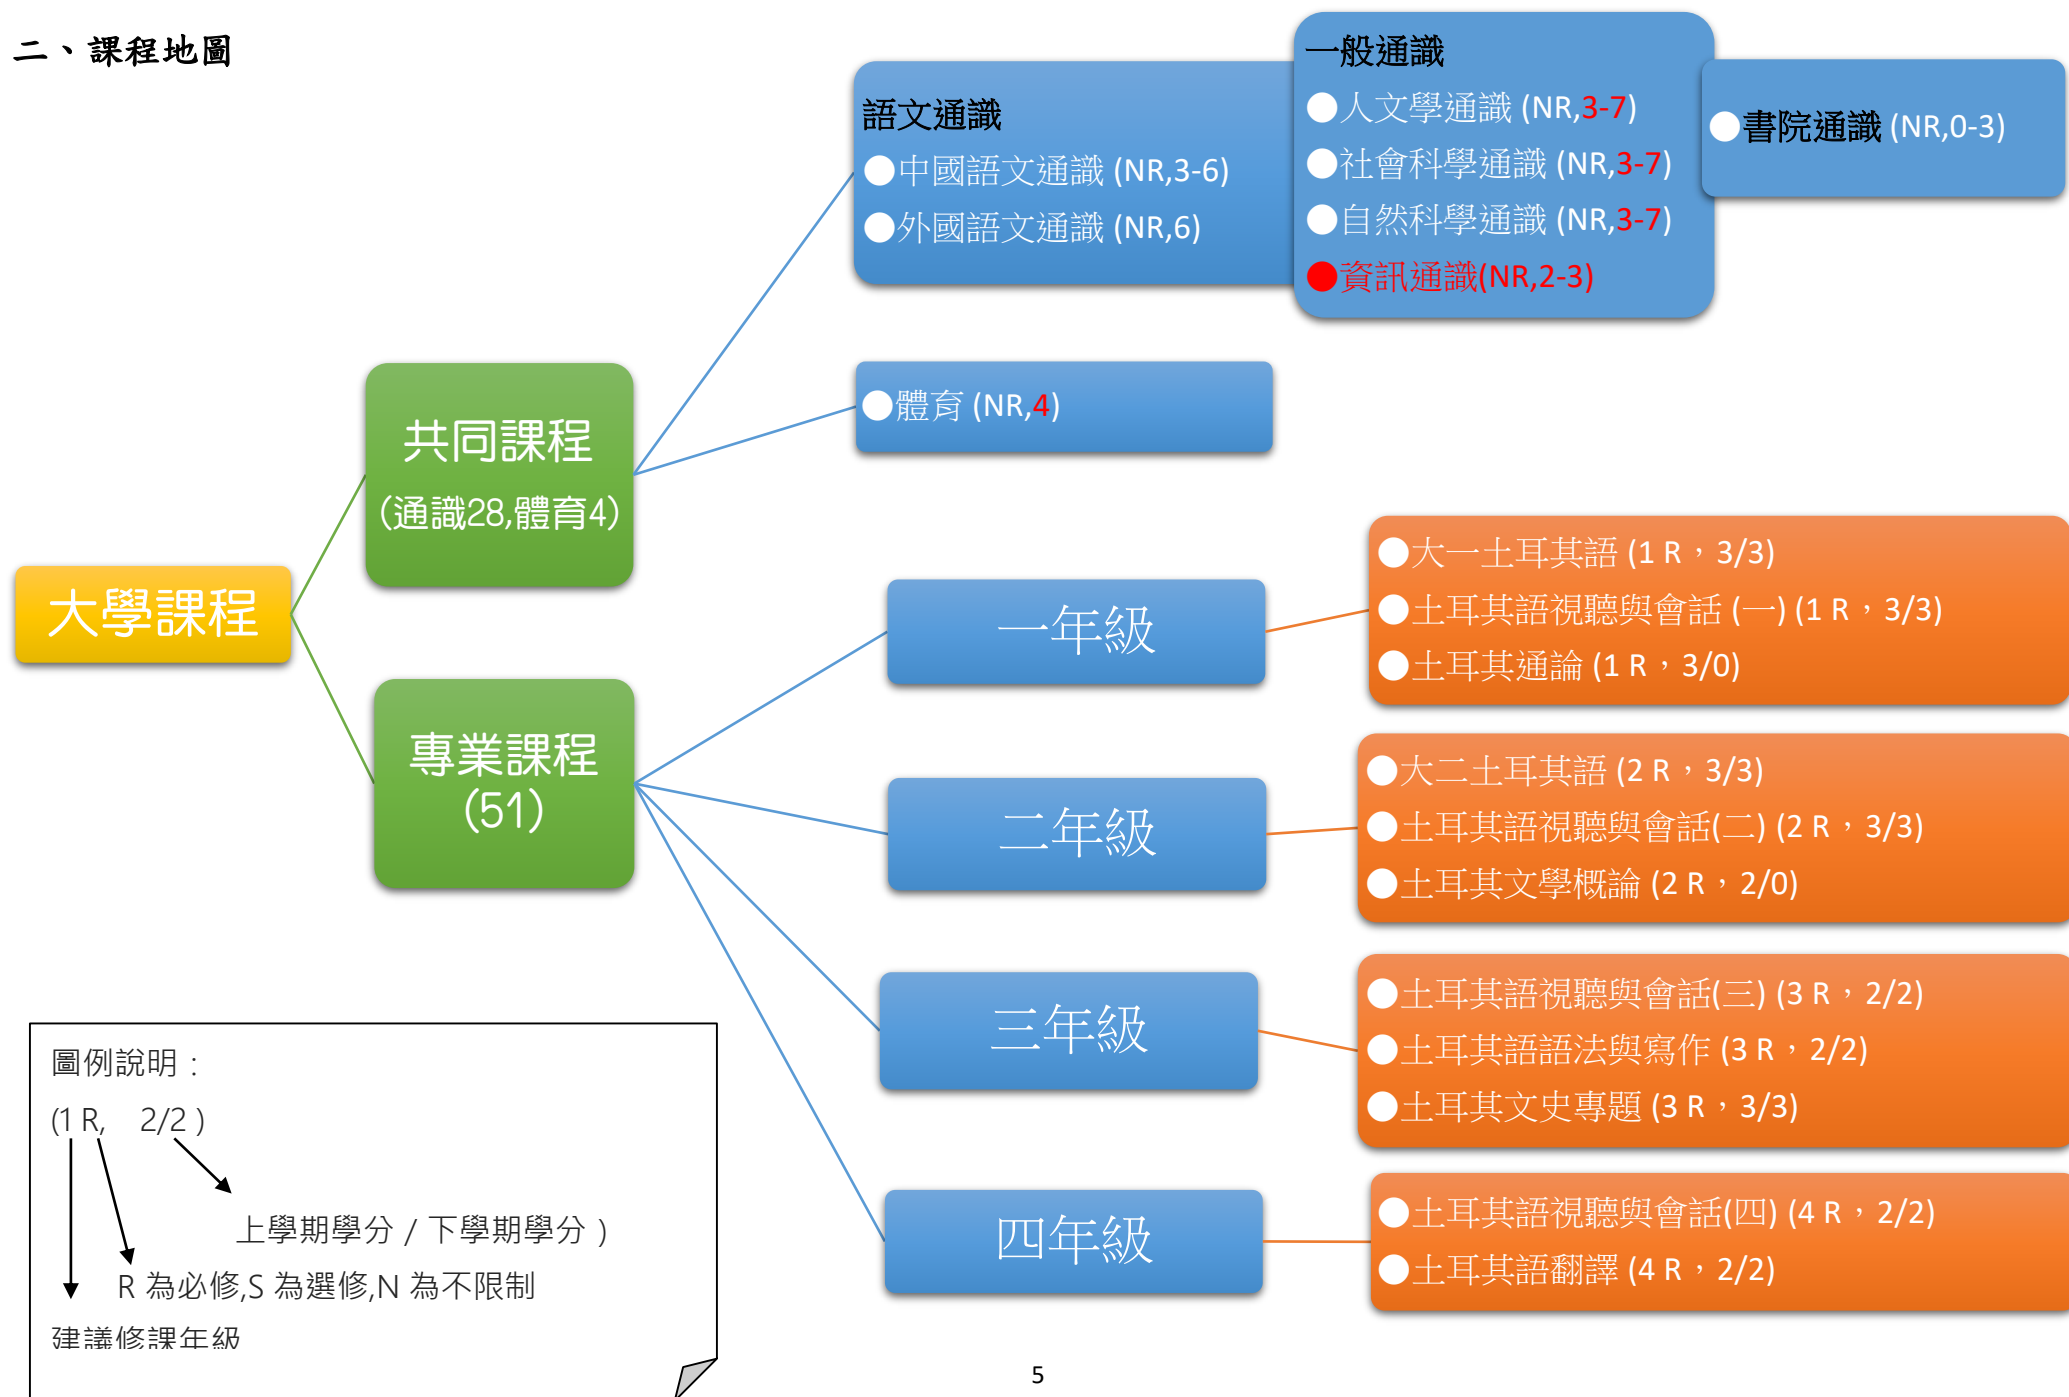 二、課程地圖
語文通識
●中國語文通識 (NR,3-6)
●外國語文通識 (NR,6)
一般通識
●人文學通識 (NR,3-7)
●社會科學通識 (NR,3-7)
●自然科學通識 (NR,3-7)
●資訊通識(NR,2-3)
●書院通識 (NR,0-3)
●體育 (NR,4)
共同課程
(通識28,體育4)
大學課程
專業課程
(51)
一年級
●大一土耳其語 (1 R，3/3)
●土耳其語視聽與會話 (一) (1 R，3/3)
●土耳其通論 (1 R，3/0)
二年級
●大二土耳其語 (2 R，3/3)
●土耳其語視聽與會話(二) (2 R，3/3)
●土耳其文學概論 (2 R，2/0)
三年級
●土耳其語視聽與會話(三) (3 R，2/2)
●土耳其語語法與寫作 (3 R，2/2)
●土耳其文史專題 (3 R，3/3)
四年級
●土耳其語視聽與會話(四) (4 R，2/2)
●土耳其語翻譯 (4 R，2/2)
圖例說明：
(1 R, 2/2 )
上學期學分 / 下學期學分 )
R 為必修,S 為選修,N 為不限制
建議修課年級
5